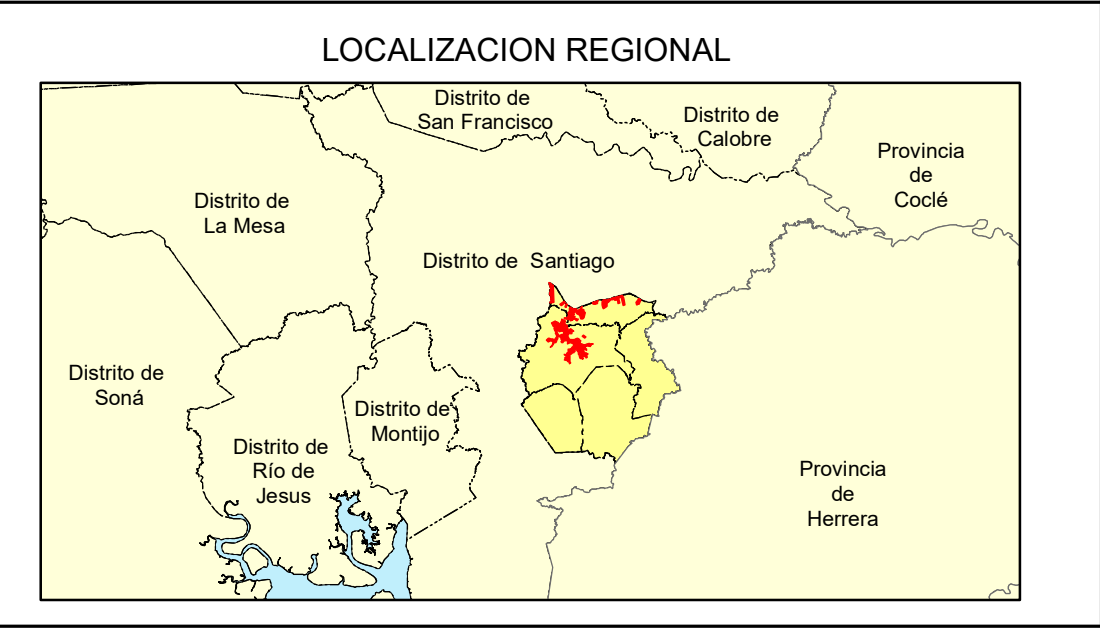 LOCALIZACION REGIONAL
Distrito de
San Francisco
Distrito de
Calobre
Provincia
de
Coclé
Distrito de
La Mesa
Distrito de Santiago
Distrito de
Soná
Distrito de
Montijo
Distrito de
Río de
Jesus
Provincia
de
Herrera